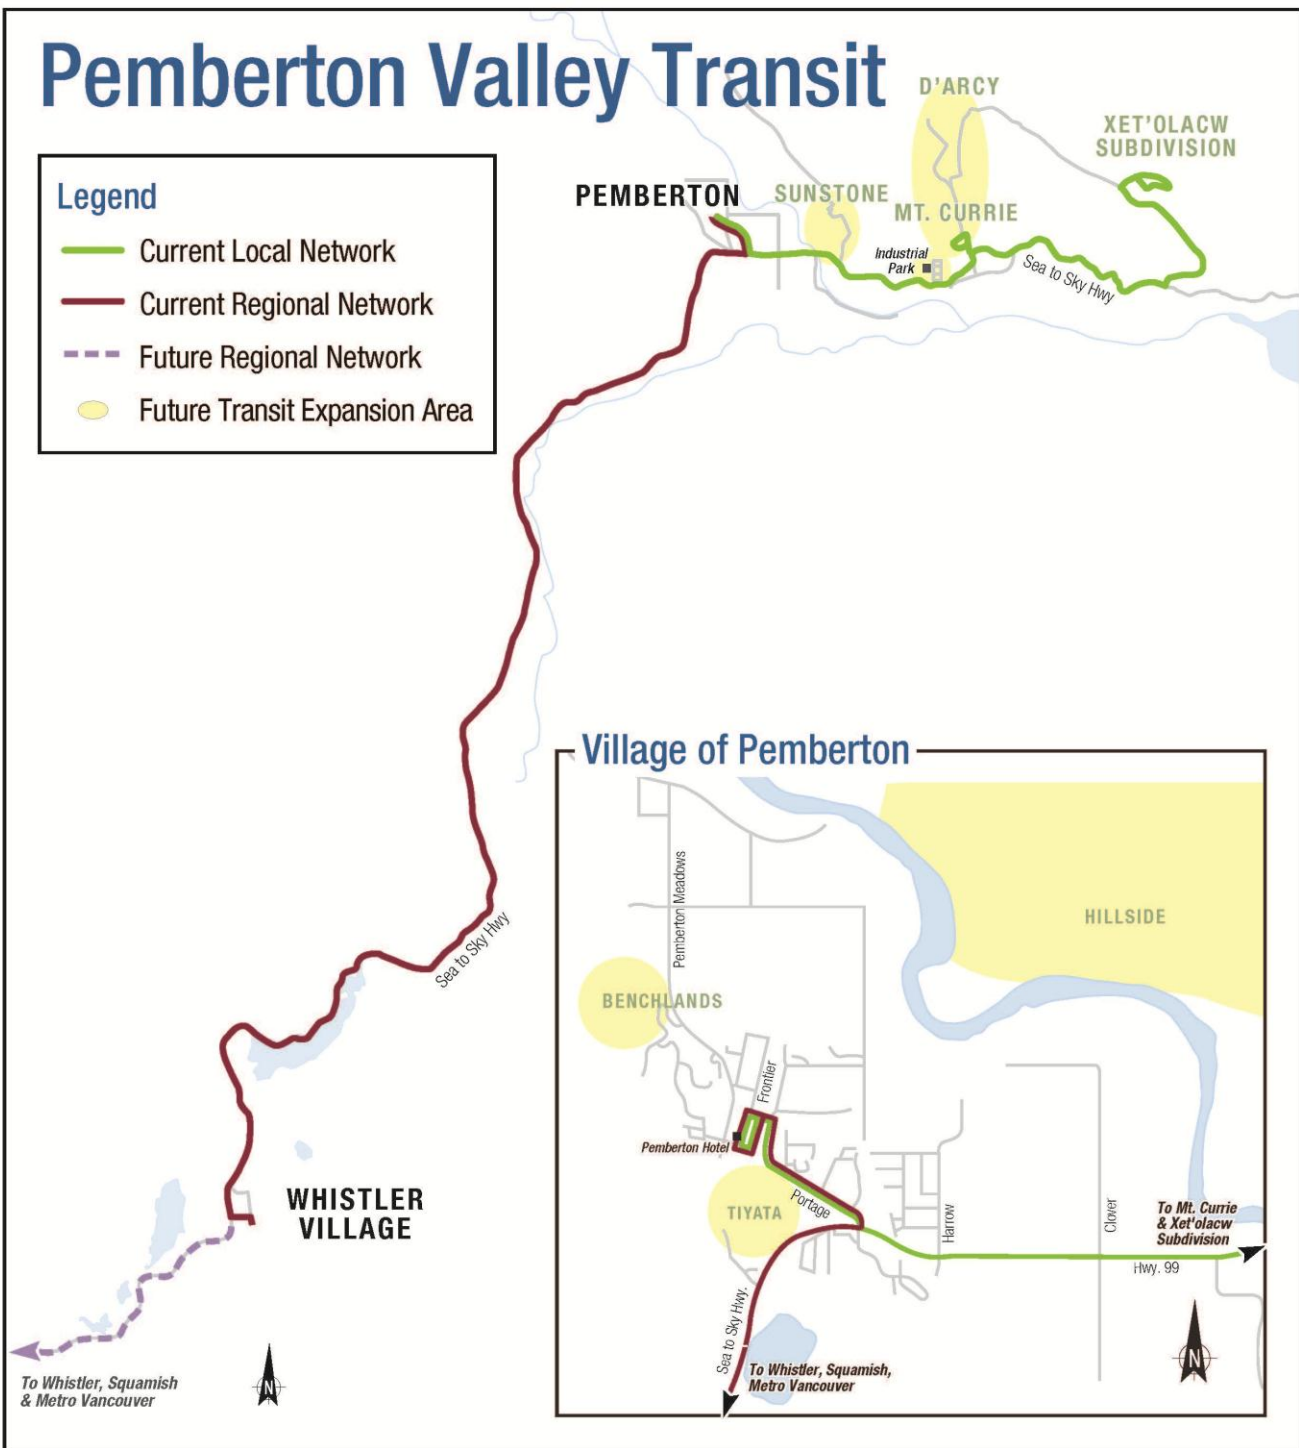 Pemberton Valley Transit
Legend
Current Local Network
Current Regional Network
Future Regional Network
Future Transit Expansion Area
D'ARCY
XET'OLACW
SUBDIVISION
PEMBERTON
SUNSTONE
MT. CURRIE
Industrial
Park
Sea to Sky Hwy
Sea to Sky Hwy
WHISTLER
VILLAGE
To Whistler, Squamish
& Metro Vancouver
N
Village of Pemberton
Pemberton Meadows
HILLSIDE
BENCHLANDS
Frontier
Pemberton Hotel
TIYATA
Portage
Harrow
Clover
To Mt. Currie
& Xet'olacw
Subdivision
Hwy. 99
Sea to Sky Hwy.
To Whistler, Squamish,
Metro Vancouver
N